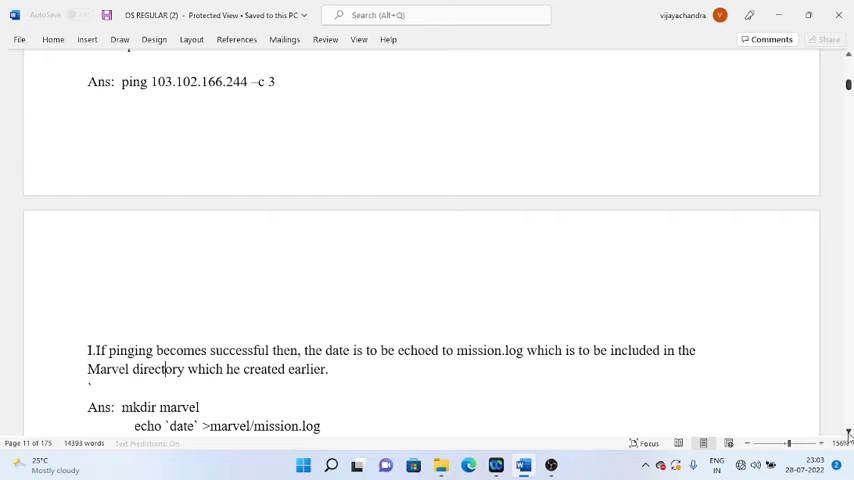 AutoSave Off OS REGULAR (2) - Protected View • Saved to this PC Search (Alt+Q) vijayachandra V
File Home Insert Draw Design Layout References Mailings Review View Help Comments Share
Ans: ping 103.102.166.244 –c 3
I.If pinging becomes successful then, the date is to be echoed to mission.log which is to be included in the
Marvel directory which he created earlier.
`
Ans: mkdir marvel
echo `date` >marvel/mission.log
Page 11 of 175 14393 words Text Predictions: On Focus 156%
25°C
Mostly cloudy
ENG
IN
23:03
28-07-2022
2